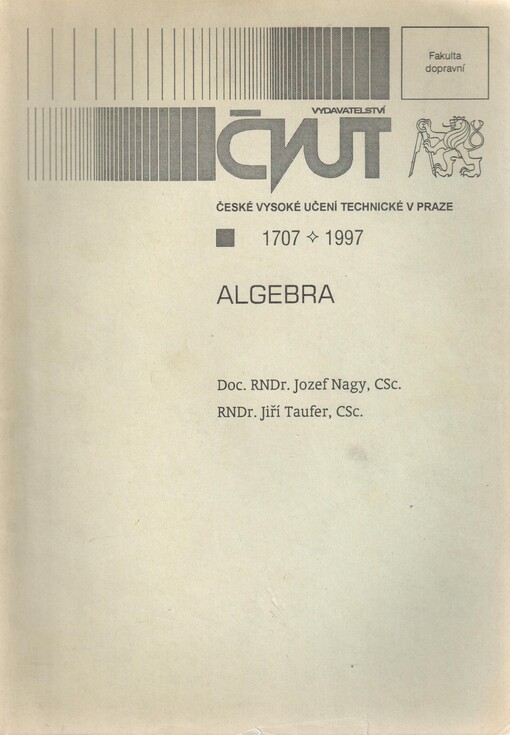 Fakulta
dopravní
VYDAVATELSTVÍ
ČVUT
ČESKÉ VYSOKÉ UČENÍ TECHNICKÉ V PRAZE
1707 ✧ 1997
ALGEBRA
Doc. RNDr. Jozef Nagy, CSc.
RNDr. Jiří Taufer, CSc.